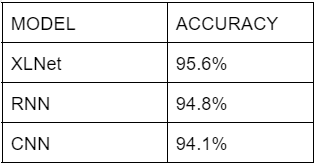 MODEL ACCURACY
XLNet 95.6%
RNN 94.8%
CNN 94.1%